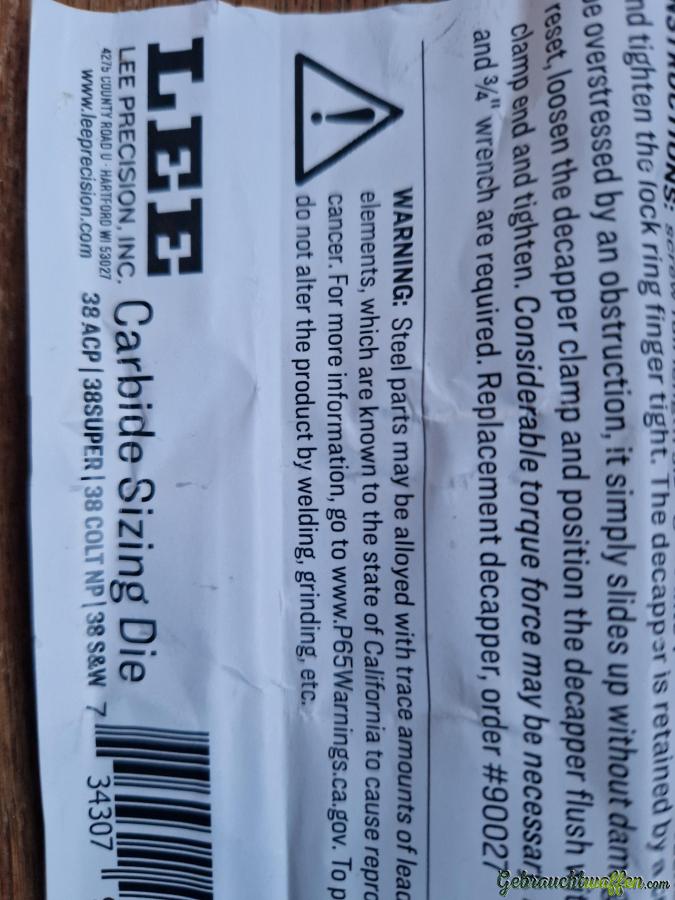 INSTRUCTIONS:
and tighten the lock ring finger tight. The decapper is retained by
be overstressed by an obstruction, it simply slides up without
reset, loosen the decapper clamp and position the decapper flush
clamp end and tighten. Considerable torque force may be
and 3/4" wrench are required. Replacement decapper, order #90027
WARNING: Steel parts may be alloyed with trace amounts of
elements, which are known to the state of California to cause
cancer. For more information, go to www.P65Warnings.ca.gov. To
do not alter the product by welding, grinding, etc.
LEE
LEE PRECISION, INC.
4275 COUNTY ROAD U · HARTFORD WI 53027
www.leeprecision.com
Carbide Sizing Die
38 ACP | 38SUPER | 38 COLT NP | 38 S&W
7 34307
Gebrauchtwaffen.com